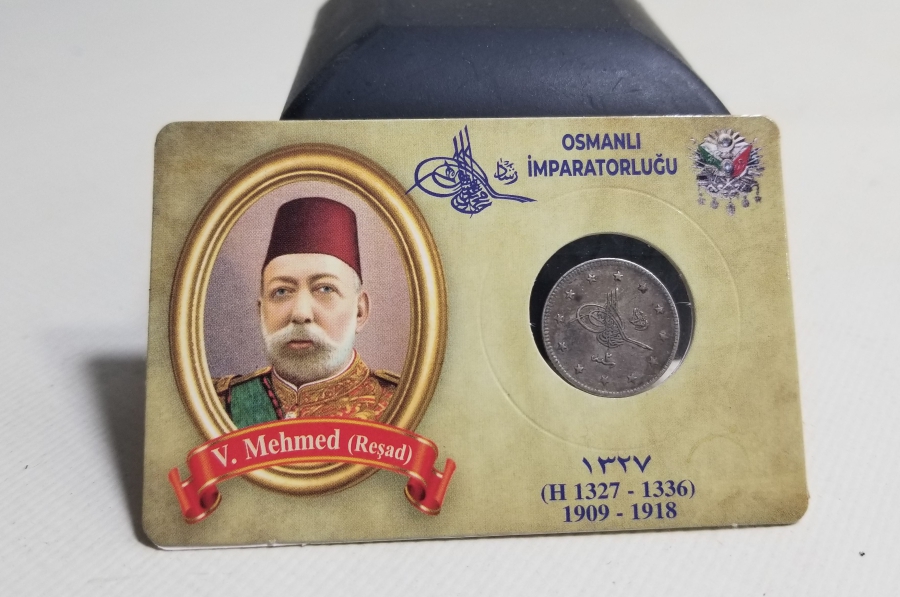 OSMANLI
İMPARATORLUĞU
V. Mehmed (Reşad)
١٣٢٧
(H 1327 - 1336)
1909 - 1918